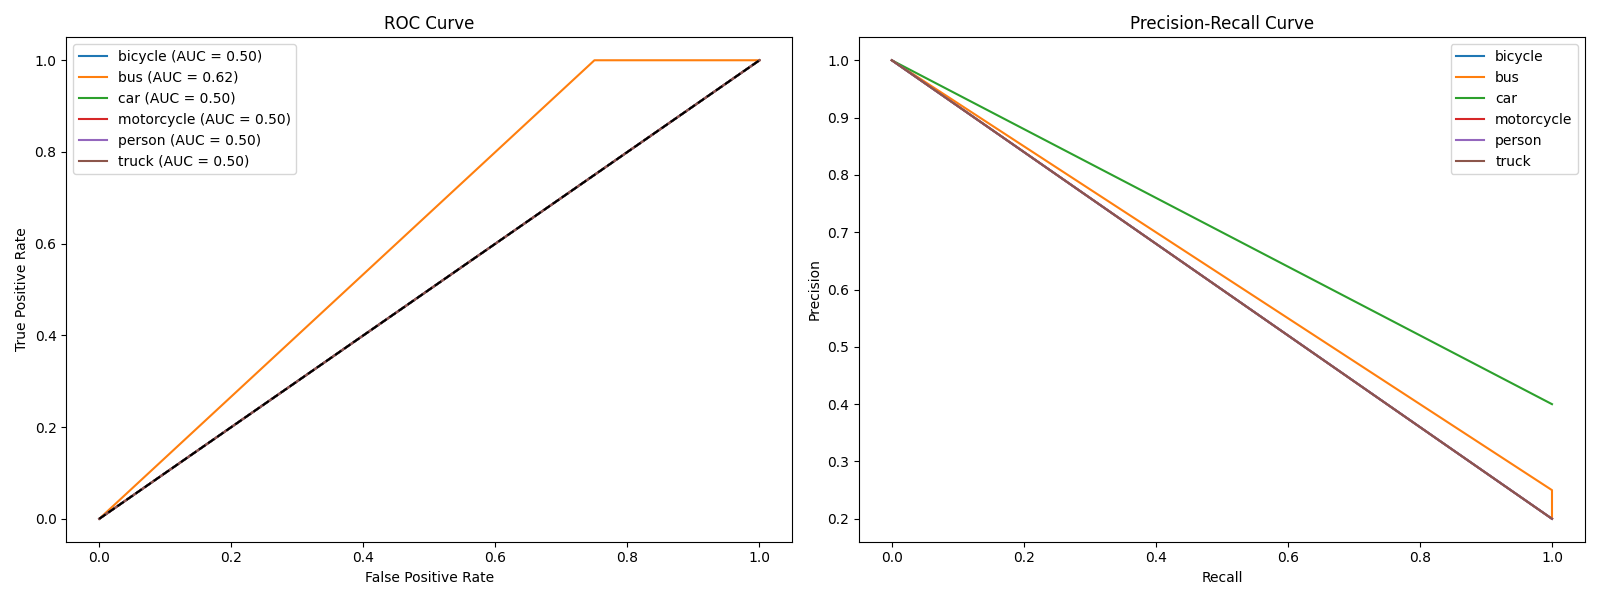 ROC Curve
bicycle (AUC = 0.50)
bus (AUC = 0.62)
car (AUC = 0.50)
motorcycle (AUC = 0.50)
person (AUC = 0.50)
truck (AUC = 0.50)
True Positive Rate
1.0
0.8
0.6
0.4
0.2
0.0
0.0 0.2 0.4 0.6 0.8 1.0
False Positive Rate
Precision-Recall Curve
bicycle
bus
car
motorcycle
person
truck
Precision
1.0
0.9
0.8
0.7
0.6
0.5
0.4
0.3
0.2
0.0 0.2 0.4 0.6 0.8 1.0
Recall